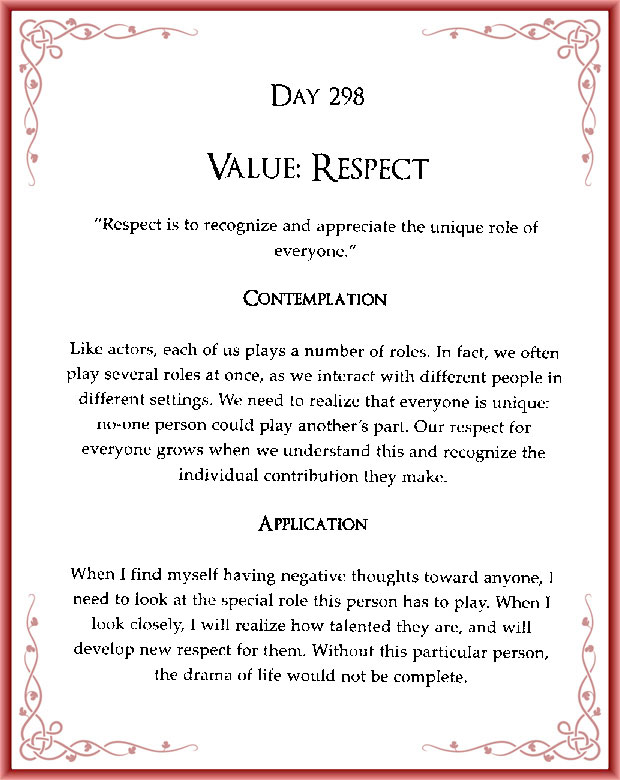 DAY 298
VALUE: RESPECT
"Respect is to recognize and appreciate the unique role of
everyone."
CONTEMPLATION
Like actors, each of us plays a number of roles. In fact, we often
play several roles at once, as we interact with different people in
different settings. We need to realize that everyone is unique:
no-one person could play another's part. Our respect for
everyone grows when we understand this and recognize the
individual contribution they make.
APPLICATION
When I find myself having negative thoughts toward anyone, I
need to look at the special role this person has to play. When I
look closely, I will realize how talented they are, and will
develop new respect for them. Without this particular person,
the drama of life would not be complete.